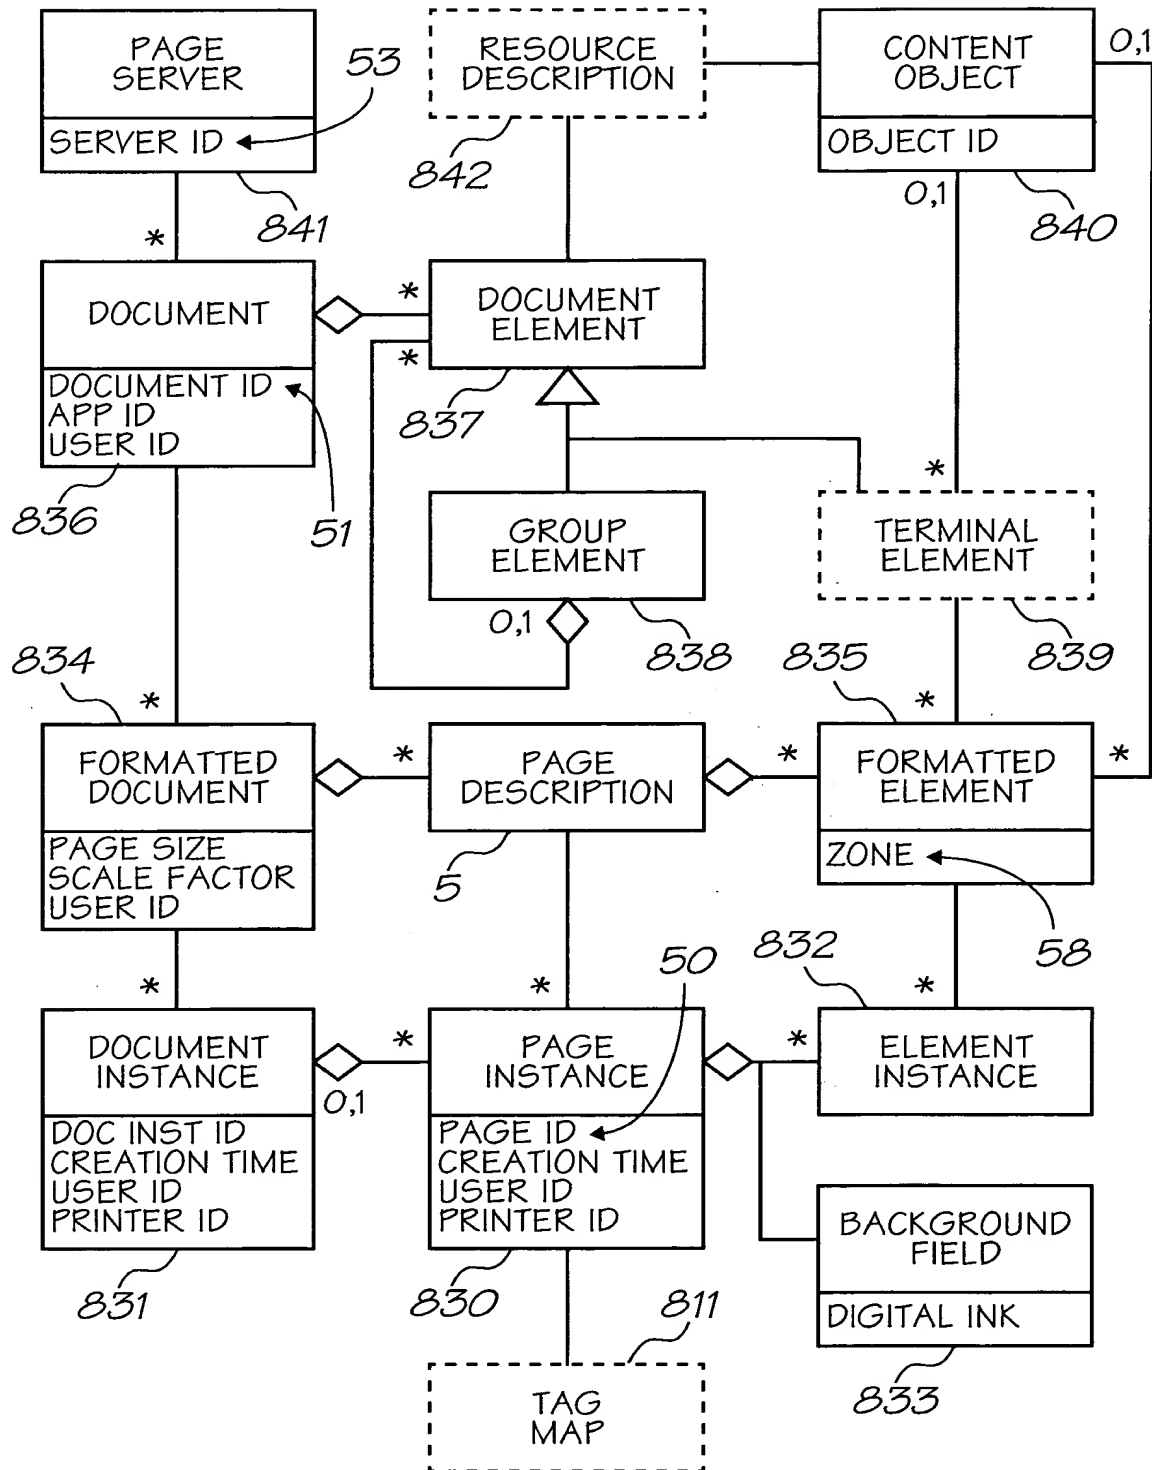 PAGE
SERVER
SERVER ID
53
841
*
RESOURCE
DESCRIPTION
842
CONTENT
OBJECT
OBJECT ID
0,1
0,1
840
DOCUMENT
DOCUMENT ID
APP ID
USER ID
836
51
*
*
DOCUMENT
ELEMENT
837
GROUP
ELEMENT
0,1
838
*
TERMINAL
ELEMENT
839
834
*
FORMATTED
DOCUMENT
PAGE SIZE
SCALE FACTOR
USER ID
*
PAGE
DESCRIPTION
5
835
*
*
*
FORMATTED
ELEMENT
ZONE
58
*
DOCUMENT
INSTANCE
0,1
DOC INST ID
CREATION TIME
USER ID
PRINTER ID
831
50
*
*
PAGE
INSTANCE
PAGE ID
CREATION TIME
USER ID
PRINTER ID
830
832
*
*
ELEMENT
INSTANCE
BACKGROUND
FIELD
DIGITAL INK
833
811
TAG
MAP